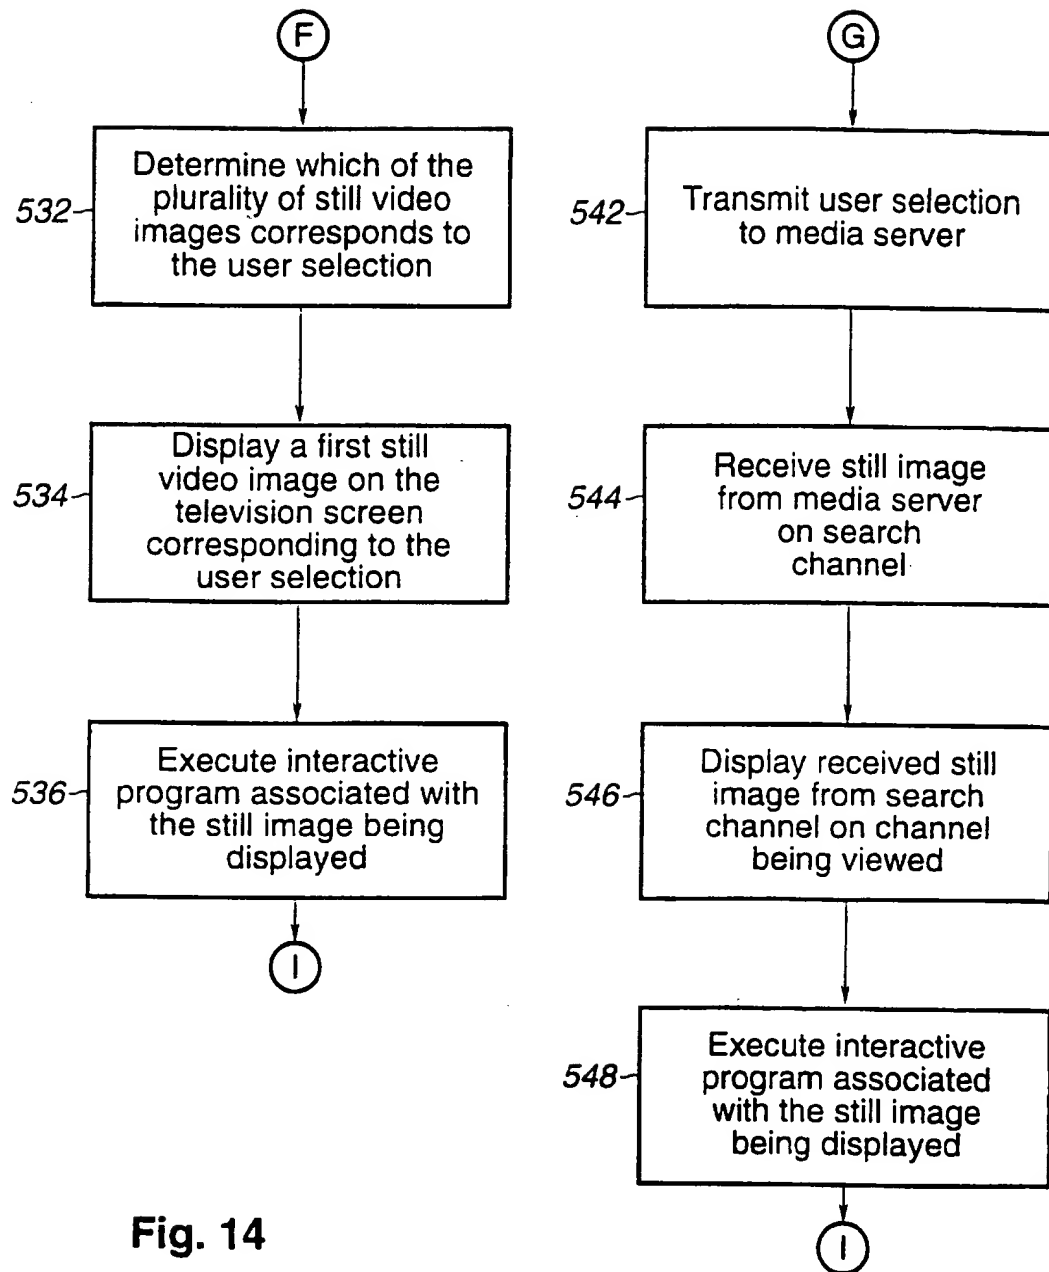 F
532
Determine which of the
plurality of still video
images corresponds to
the user selection
534
Display a first still
video image on the
television screen
corresponding to the
user selection
536
Execute interactive
program associated with
the still image being
displayed
I
G
542
Transmit user selection
to media server
544
Receive still image
from media server
on search
channel
546
Display received still
image from search
channel on channel
being viewed
548
Execute interactive
program associated
with the still image
being displayed
I
Fig. 14